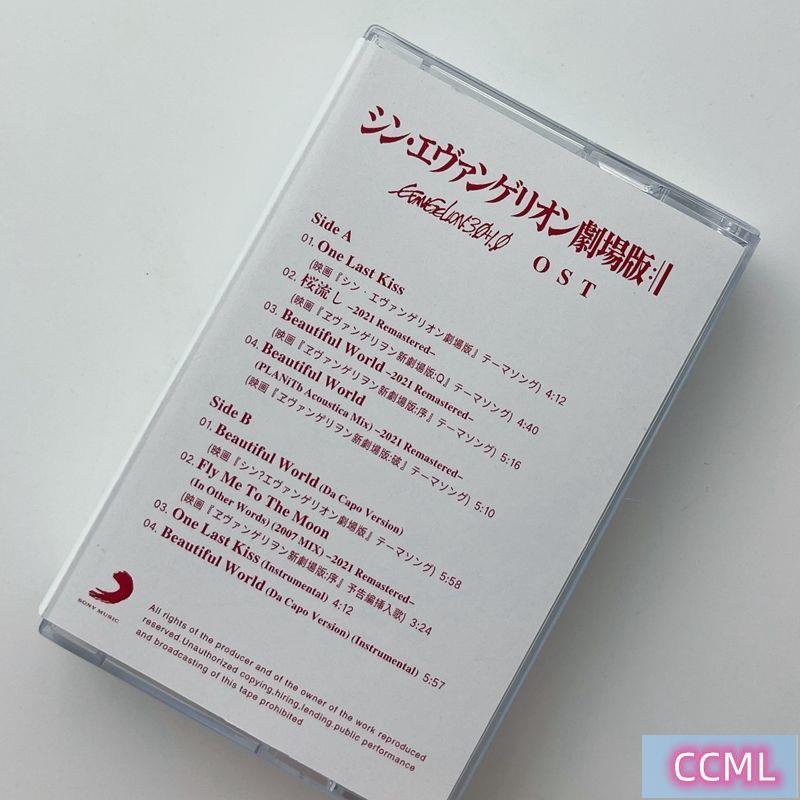 シン・エヴァンゲリオン劇場版:||
EVANGELION:3.0+1.0
OST
Side A
01. One Last Kiss
(映画『シン・エヴァンゲリオン劇場版』テーマソング) 4:12
02. 桜流し –2021 Remastered–
(映画『ヱヴァンゲリヲン新劇場版:Q』テーマソング) 4:40
03. Beautiful World –2021 Remastered–
(映画『ヱヴァンゲリヲン新劇場版:序』テーマソング) 5:16
04. Beautiful World
(PLANiTb Acoustica Mix) –2021 Remastered–
(映画『ヱヴァンゲリヲン新劇場版:破』テーマソング) 5:10
Side B
01. Beautiful World (Da Capo Version)
(映画『シン?エヴァンゲリオン劇場版』テーマソング) 5:58
02. Fly Me To The Moon
(In Other Words) (2007 MIX) –2021 Remastered–
(映画『ヱヴァンゲリヲン新劇場版:序』予告編挿入歌) 3:24
03. One Last Kiss (Instrumental) 4:12
04. Beautiful World (Da Capo Version) (Instrumental) 5:57
SONY MUSIC
All rights of the producer and of the owner of the work reproduced
reserved.Unauthorized copying,hiring,lending,public performance
and broadcasting of this tape prohibited
CCML